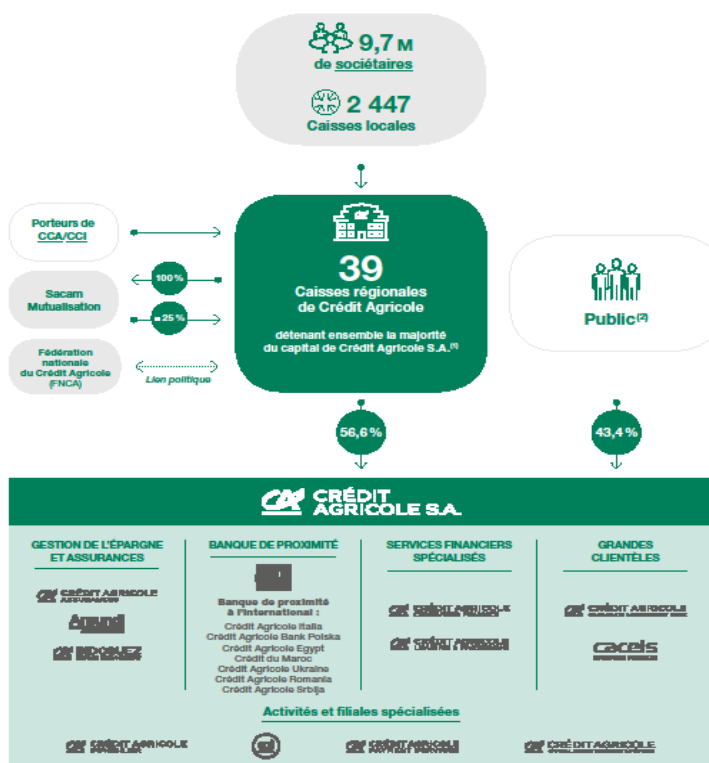 9,7 M
de sociétaires
2 447
Caisses locales
Porteurs de
CCA/CCI
Sacam
Mutualisation
100 %
≈ 25 %
Fédération
nationale
du Crédit Agricole
(FNCA)
Lien politique
39
Caisses régionales
de Crédit Agricole
détenant ensemble la majorité
du capital de Crédit Agricole S.A.(1)
Public(2)
56,6 %
43,4 %
CRÉDIT
AGRICOLE S.A.
GESTION DE L'ÉPARGNE
ET ASSURANCES
CRÉDIT AGRICOLE
ASSURANCES
Amundi
INDOSUEZ
BANQUE DE PROXIMITÉ
Banque de proximité
à l'international :
Crédit Agricole Italia
Crédit Agricole Bank Polska
Crédit Agricole Egypt
Crédit du Maroc
Crédit Agricole Ukraine
Crédit Agricole Romania
Crédit Agricole Srbija
SERVICES FINANCIERS
SPÉCIALISÉS
CRÉDIT AGRICOLE
CRÉDIT AGRICOLE
GRANDES
CLIENTÈLES
CRÉDIT AGRICOLE
caceis
Activités et filiales spécialisées
CRÉDIT AGRICOLE
CRÉDIT AGRICOLE
CRÉDIT AGRICOLE